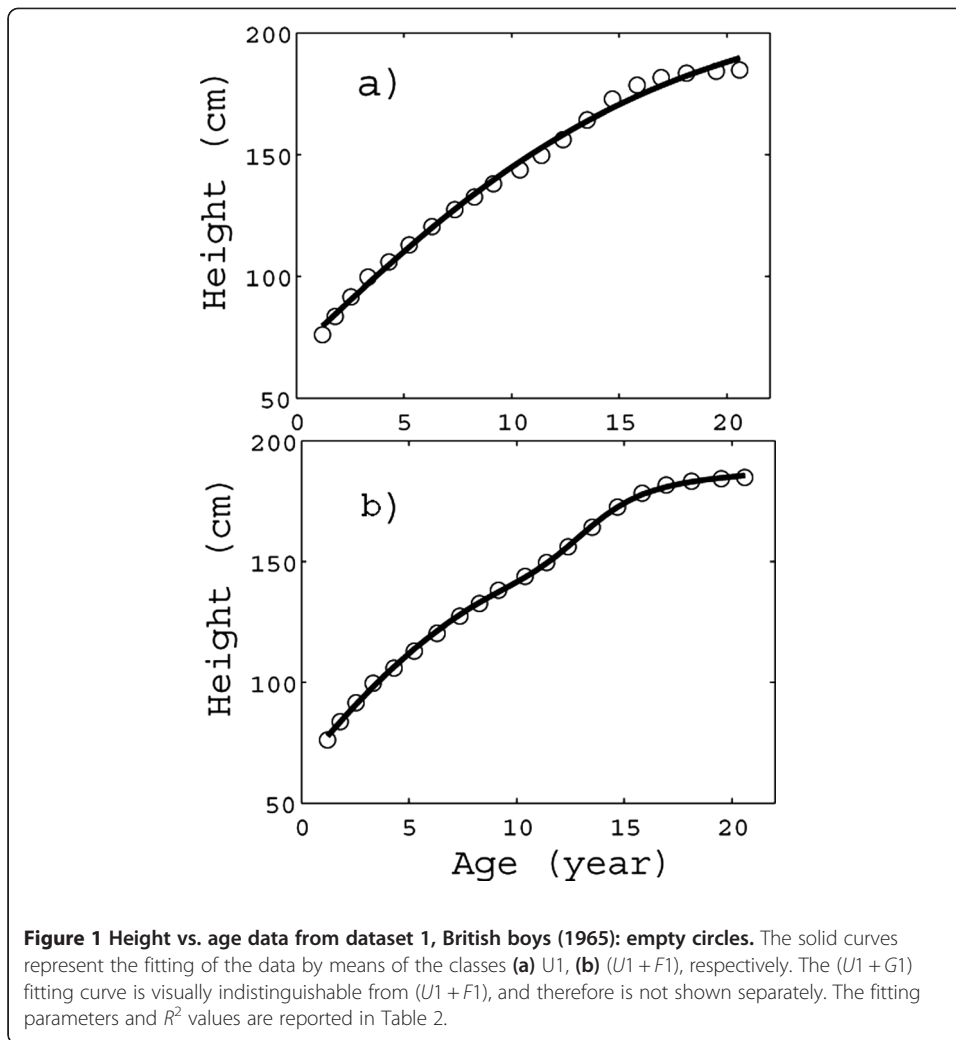 200
a)
150
Height (cm)
100
50
0 5 10 15 20
200
b)
150
Height (cm)
100
50
0 5 10 15 20
Age (year)
Figure 1 Height vs. age data from dataset 1, British boys (1965): empty circles. The solid curves
represent the fitting of the data by means of the classes (a) U1, (b) (U1 + F1), respectively. The (U1 + G1)
fitting curve is visually indistinguishable from (U1 + F1), and therefore is not shown separately. The fitting
parameters and R² values are reported in Table 2.